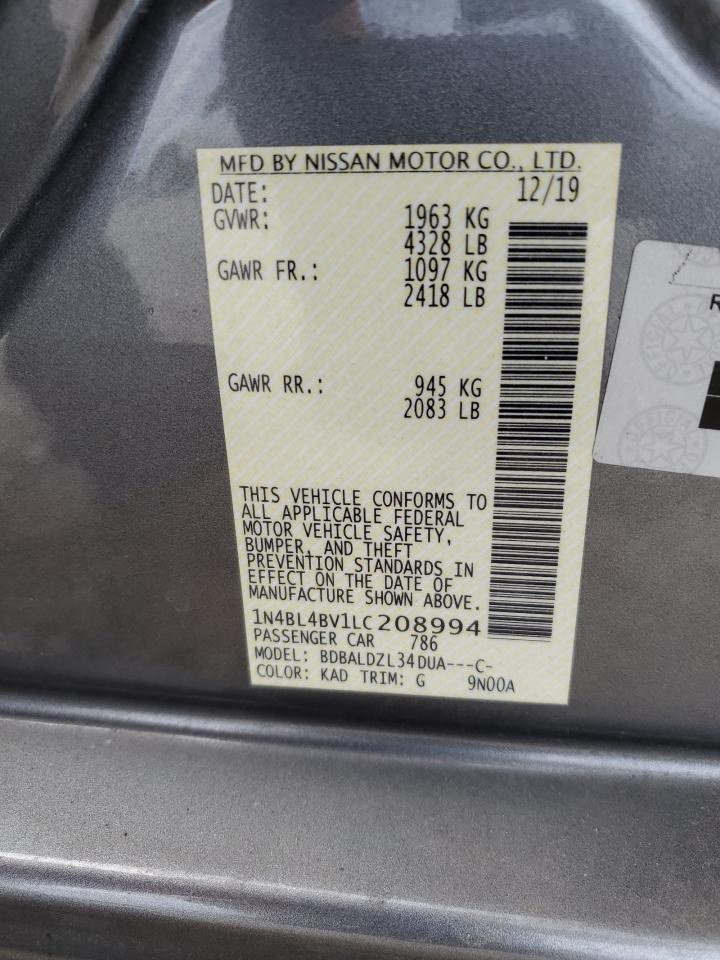 MFD BY NISSAN MOTOR CO., LTD.
DATE: 12/19
GVWR: 1963 KG
4328 LB
GAWR FR.: 1097 KG
2418 LB
GAWR RR.: 945 KG
2083 LB
THIS VEHICLE CONFORMS TO
ALL APPLICABLE FEDERAL
MOTOR VEHICLE SAFETY,
BUMPER, AND THEFT
PREVENTION STANDARDS IN
EFFECT ON THE DATE OF
MANUFACTURE SHOWN ABOVE.
1N4BL4BV1LC208994
PASSENGER CAR 786
MODEL: BDBALDZL34DUA---C-
COLOR: KAD TRIM: G 9N00A
R
OFFICIAL
OFFICIAL